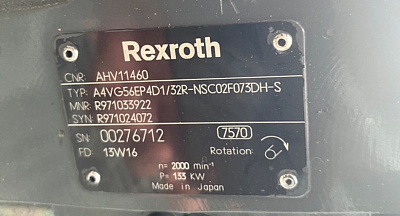 Rexroth
CNR: AHV11460
TYP: A4VG56EP4D1/32R-NSC02F073DH-S
MNR: R971033922
SYN: R971024072
SN: 00276712 7570
FD: 13W16 Rotation:
n= 2000 min⁻¹
P= 133 KW
Made in Japan